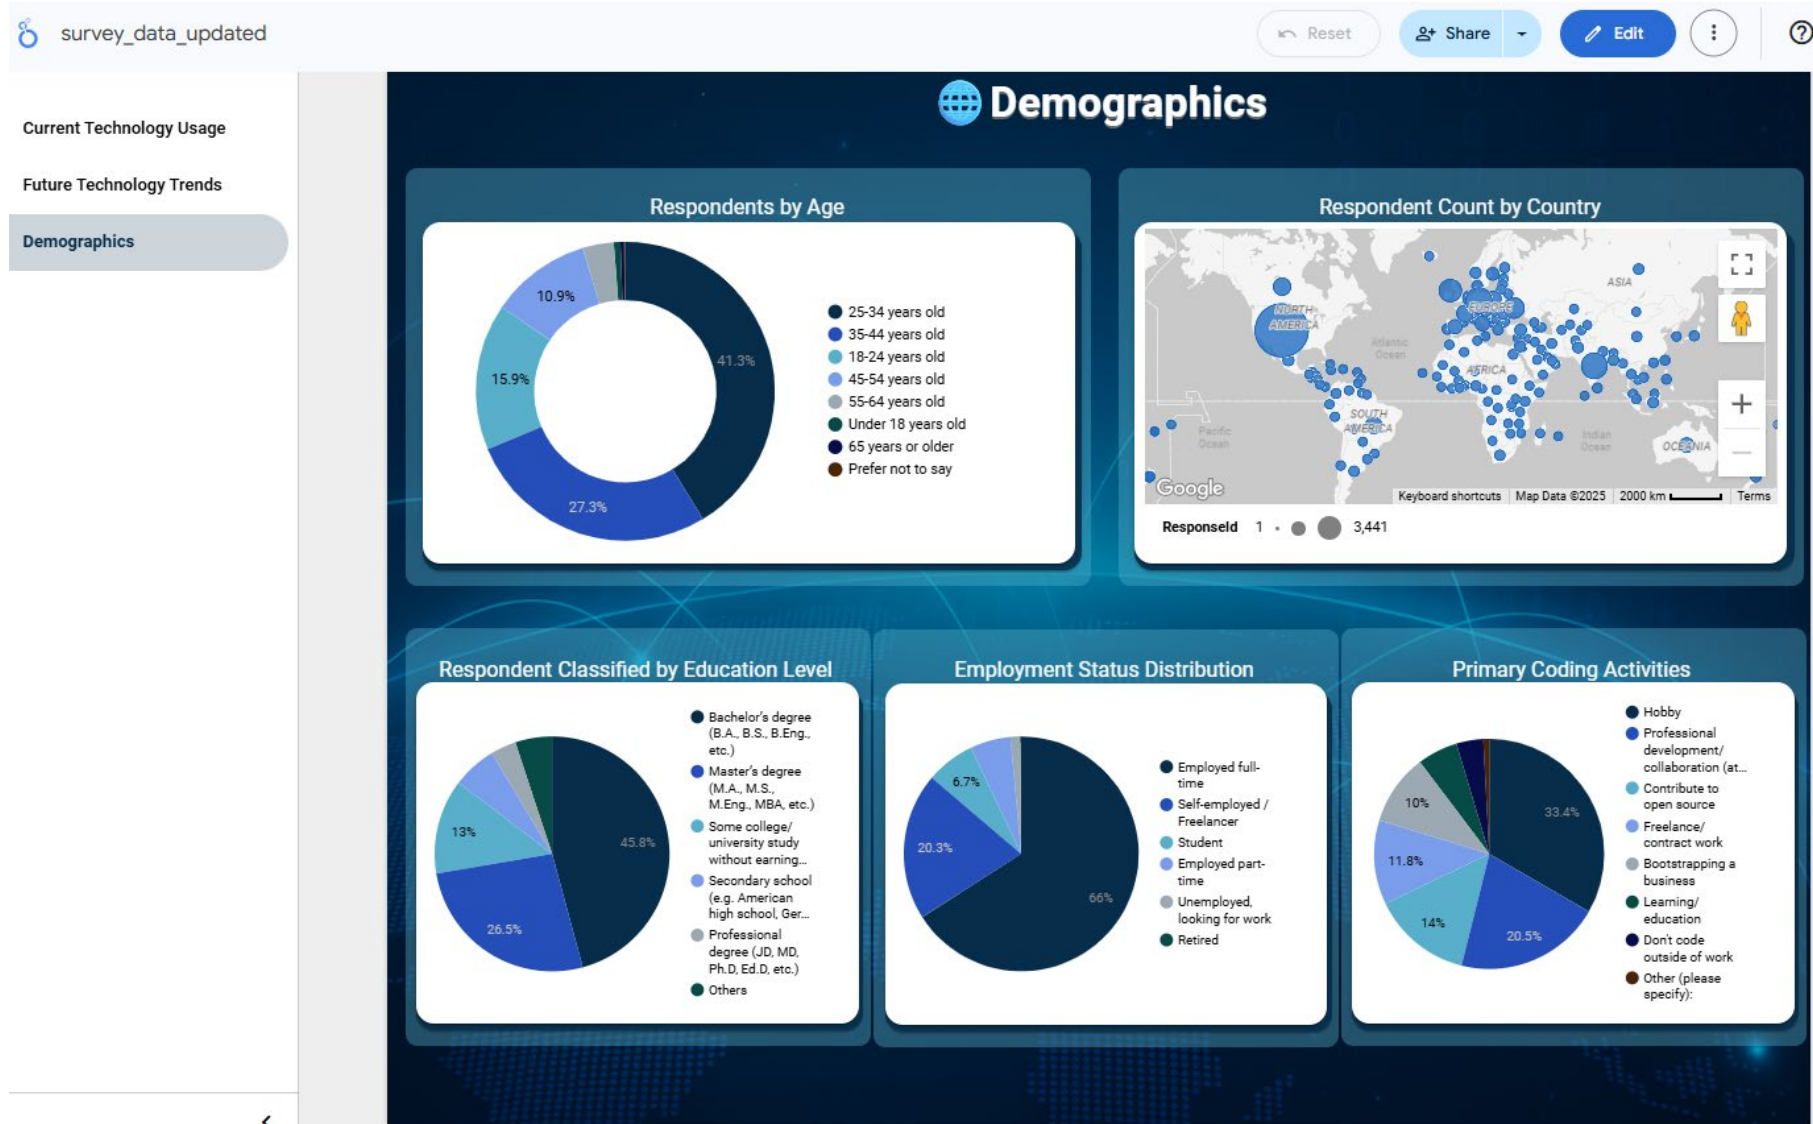 survey_data_updated
Reset
Share
Edit
Current Technology Usage
Future Technology Trends
Demographics
Demographics
Respondents by Age
10.9%
41.3%
15.9%
27.3%
25-34 years old
35-44 years old
18-24 years old
45-54 years old
55-64 years old
Under 18 years old
65 years or older
Prefer not to say
Respondent Count by Country
ASIA
NORTH
AMERICA
EUROPE
Atlantic
Ocean
AFRICA
SOUTH
AMERICA
Pacific
Ocean
Indian
Ocean
OCEANIA
Google
Keyboard shortcuts
Map Data ©2025
2000 km
Terms
ResponseId 1 3,441
Respondent Classified by Education Level
13%
45.8%
26.5%
Bachelor's degree
(B.A., B.S., B.Eng.,
etc.)
Master's degree
(M.A., M.S.,
M.Eng., MBA, etc.)
Some college/
university study
without earning...
Secondary school
(e.g. American
high school, Ger...
Professional
degree (JD, MD,
Ph.D, Ed.D, etc.)
Others
Employment Status Distribution
6.7%
20.3%
66%
Employed full-
time
Self-employed /
Freelancer
Student
Employed part-
time
Unemployed,
looking for work
Retired
Primary Coding Activities
10%
33.4%
11.8%
14%
20.5%
Hobby
Professional
development/
collaboration (at...
Contribute to
open source
Freelance/
contract work
Bootstrapping a
business
Learning/
education
Don't code
outside of work
Other (please
specify):